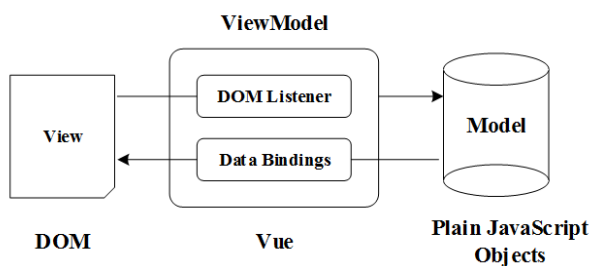 ViewModel
DOM Listener
View
Model
Data Bindings
DOM
Vue
Plain JavaScript
Objects